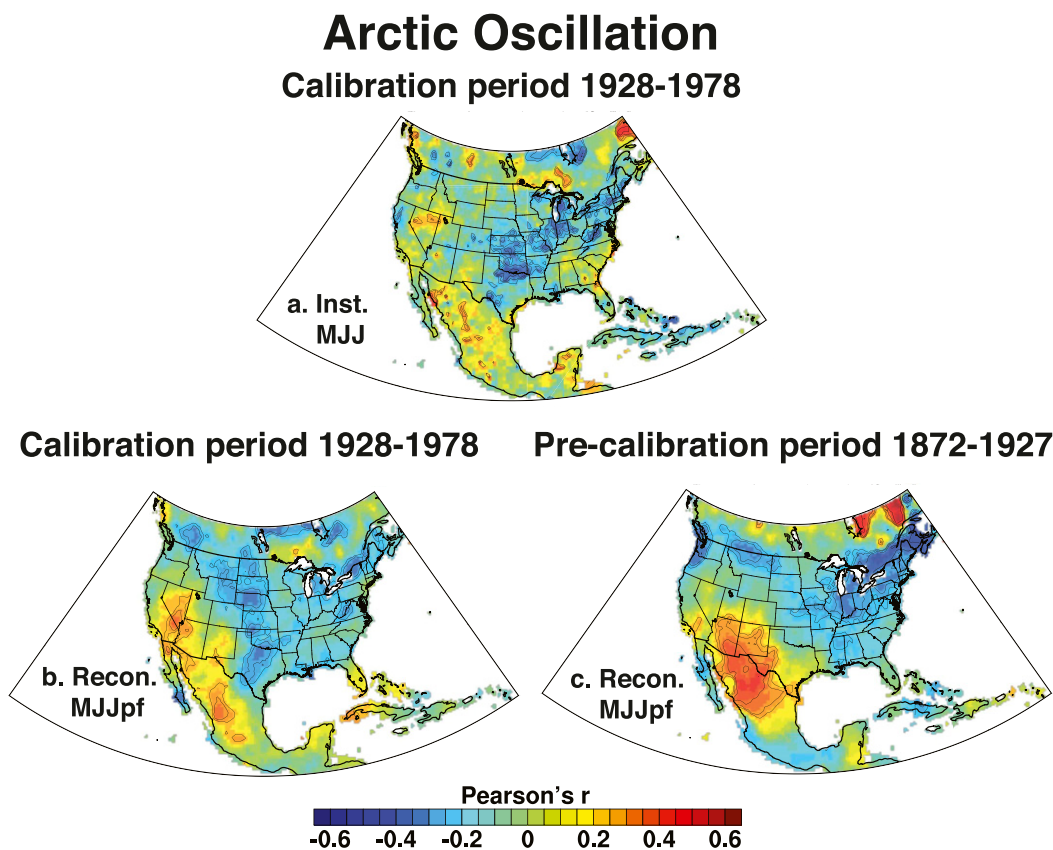 Arctic Oscillation
Calibration period 1928-1978
a. Inst.
MJJ
Calibration period 1928-1978
Pre-calibration period 1872-1927
b. Recon.
MJJpf
c. Recon.
MJJpf
Pearson's r
-0.6 -0.4 -0.2 0 0.2 0.4 0.6